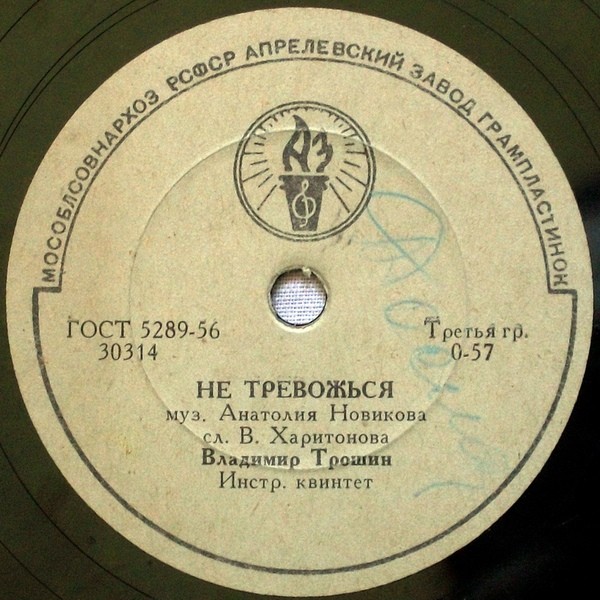 МОСОБЛСОВНАРХОЗ РСФСР АПРЕЛЕВСКИЙ ЗАВОД ГРАМПЛАСТИНОК
АЗ
ГОСТ 5289-56
30314
Третья гр.
0-57
НЕ ТРЕВОЖЬСЯ
муз. Анатолия Новикова
сл. В. Харитонова
Владимир Трошин
Инстр. квинтет